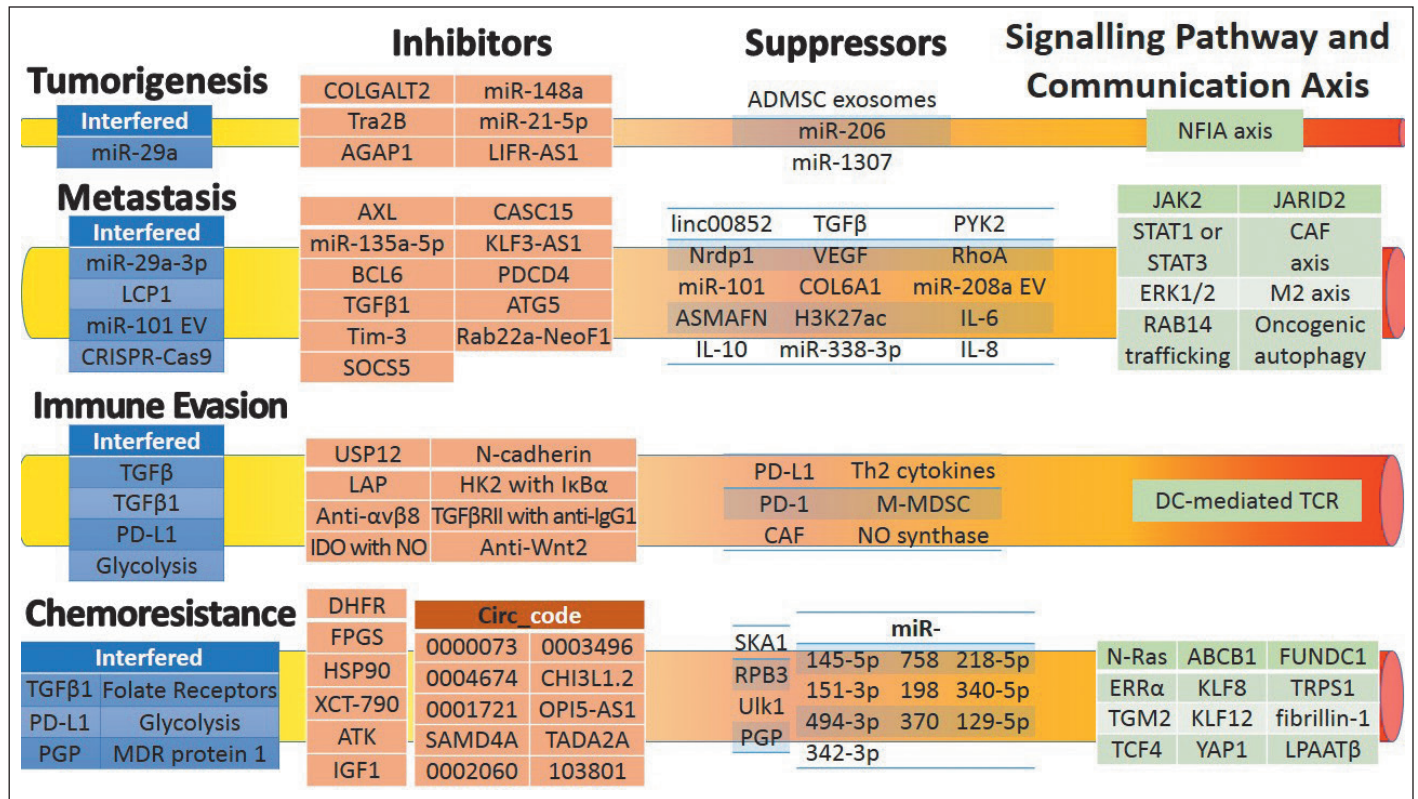 Inhibitors
Suppressors
Signalling Pathway and
Communication Axis
Tumorigenesis
Interfered
miR-29a
COLGALT2 miR-148a
Tra2B miR-21-5p
AGAP1 LIFR-AS1
ADMSC exosomes
miR-206
miR-1307
NFIA axis
Metastasis
Interfered
miR-29a-3p
LCP1
miR-101 EV
CRISPR-Cas9
AXL CASC15
miR-135a-5p KLF3-AS1
BCL6 PDCD4
TGFβ1 ATG5
Tim-3 Rab22a-NeoF1
SOCS5
linc00852 TGFβ PYK2
Nrdp1 VEGF RhoA
miR-101 COL6A1 miR-208a EV
ASMAFN H3K27ac IL-6
IL-10 miR-338-3p IL-8
JAK2 JARID2
STAT1 or CAF
STAT3 axis
ERK1/2 M2 axis
RAB14 Oncogenic
trafficking autophagy
Immune Evasion
Interfered
TGFβ
TGFβ1
PD-L1
Glycolysis
USP12 N-cadherin
LAP HK2 with IκBα
Anti-αvβ8 TGFβRII with anti-IgG1
IDO with NO Anti-Wnt2
PD-L1 Th2 cytokines
PD-1 M-MDSC
CAF NO synthase
DC-mediated TCR
Chemoresistance
Interfered
TGFβ1 Folate Receptors
PD-L1 Glycolysis
PGP MDR protein 1
DHFR
FPGS
HSP90
XCT-790
ATK
IGF1
Circ_code
0000073 0003496
0004674 CHI3L1.2
0001721 OPI5-AS1
SAMD4A TADA2A
0002060 103801
SKA1
RPB3
Ulk1
PGP
miR-
145-5p 758 218-5p
151-3p 198 340-5p
494-3p 370 129-5p
342-3p
N-Ras ABCB1 FUNDC1
ERRα KLF8 TRPS1
TGM2 KLF12 fibrillin-1
TCF4 YAP1 LPAATβ